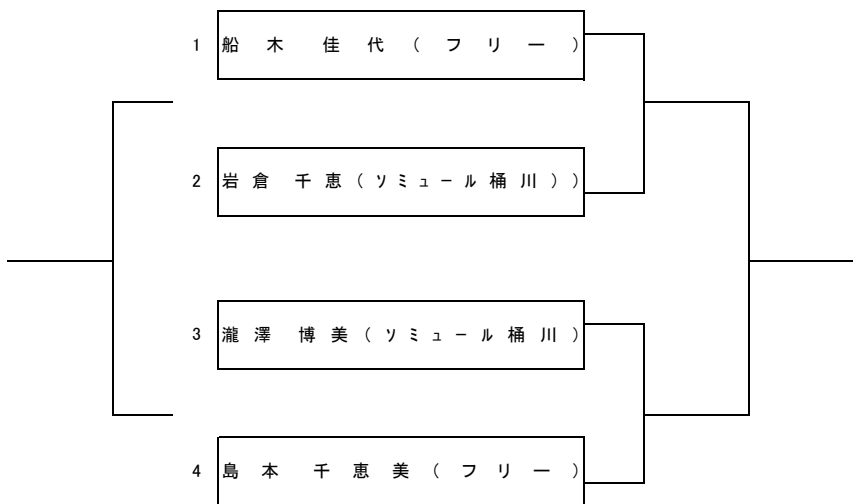 1 船木 佳代(フリー)
2 岩倉 千恵(ソミュール桶川))
3 瀧澤 博美(ソミュール桶川)
4 島本 千恵美(フリー)